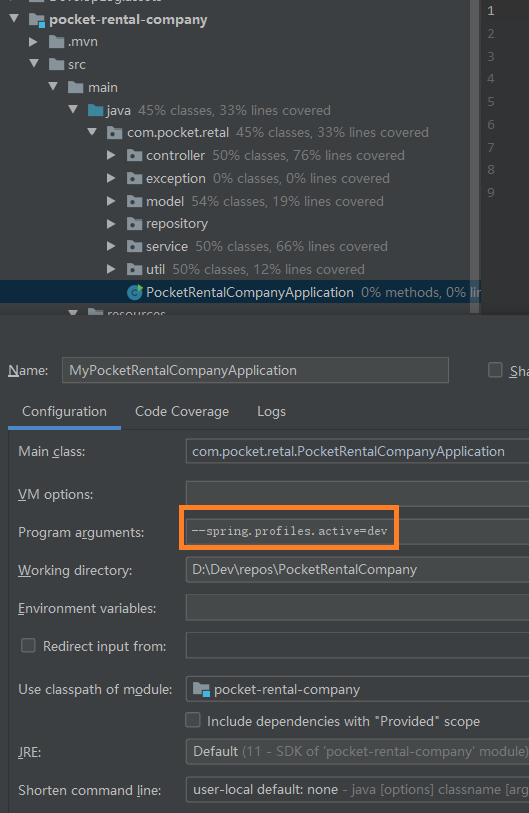 pocket-rental-company
1
.mvn
2
src
3
main
4
java 45% classes, 33% lines covered
5
com.pocket.retal 45% classes, 33% lines covered
6
controller 50% classes, 76% lines covered
7
exception 0% classes, 0% lines covered
8
model 54% classes, 19% lines covered
9
repository
service 50% classes, 66% lines covered
util 50% classes, 12% lines covered
PocketRentalCompanyApplication 0% methods, 0% lin
resources
Name: MyPocketRentalCompanyApplication
Sha
Configuration Code Coverage Logs
Main class: com.pocket.retal.PocketRentalCompanyApplication
VM options:
Program arguments: --spring.profiles.active=dev
Working directory: D:\Dev\repos\PocketRentalCompany
Environment variables:
Redirect input from:
Use classpath of module: pocket-rental-company
Include dependencies with "Provided" scope
JRE: Default (11 - SDK of 'pocket-rental-company' module)
Shorten command line: user-local default: none - java [options] classname [arg